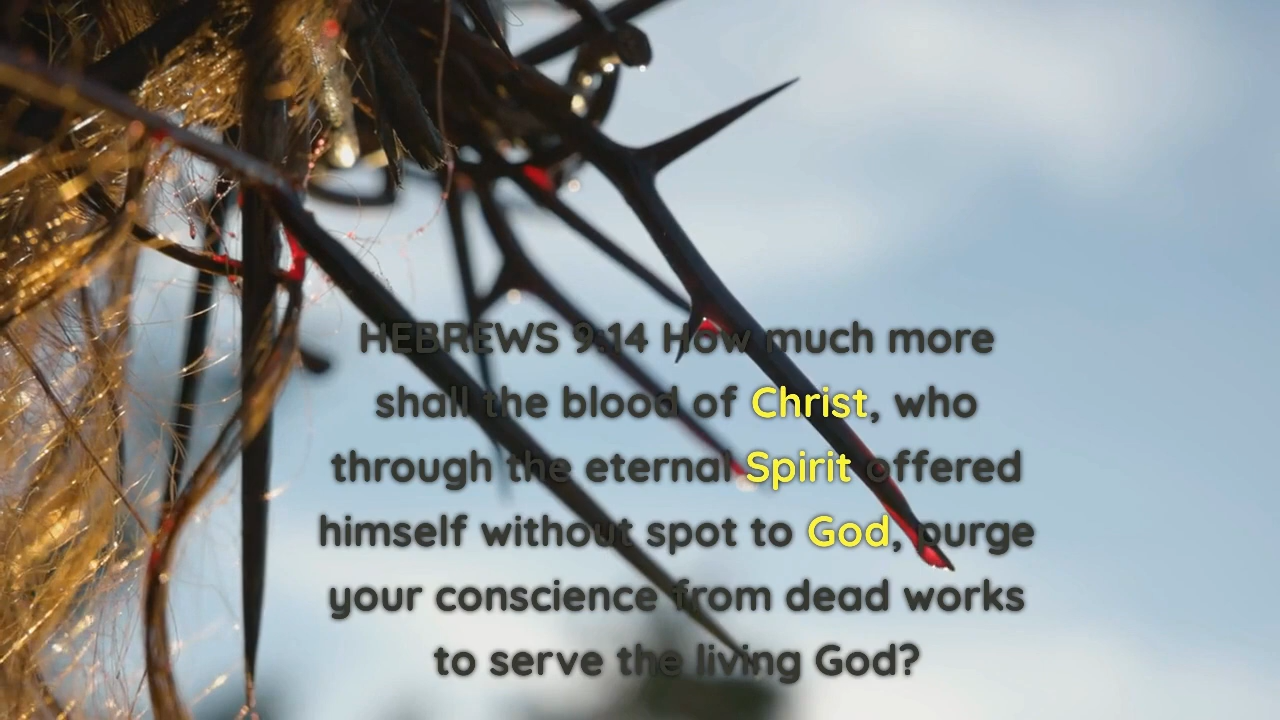 HEBREWS 9:14 How much more
shall the blood of Christ, who
through the eternal Spirit offered
himself without spot to God, purge
your conscience from dead works
to serve the living God?